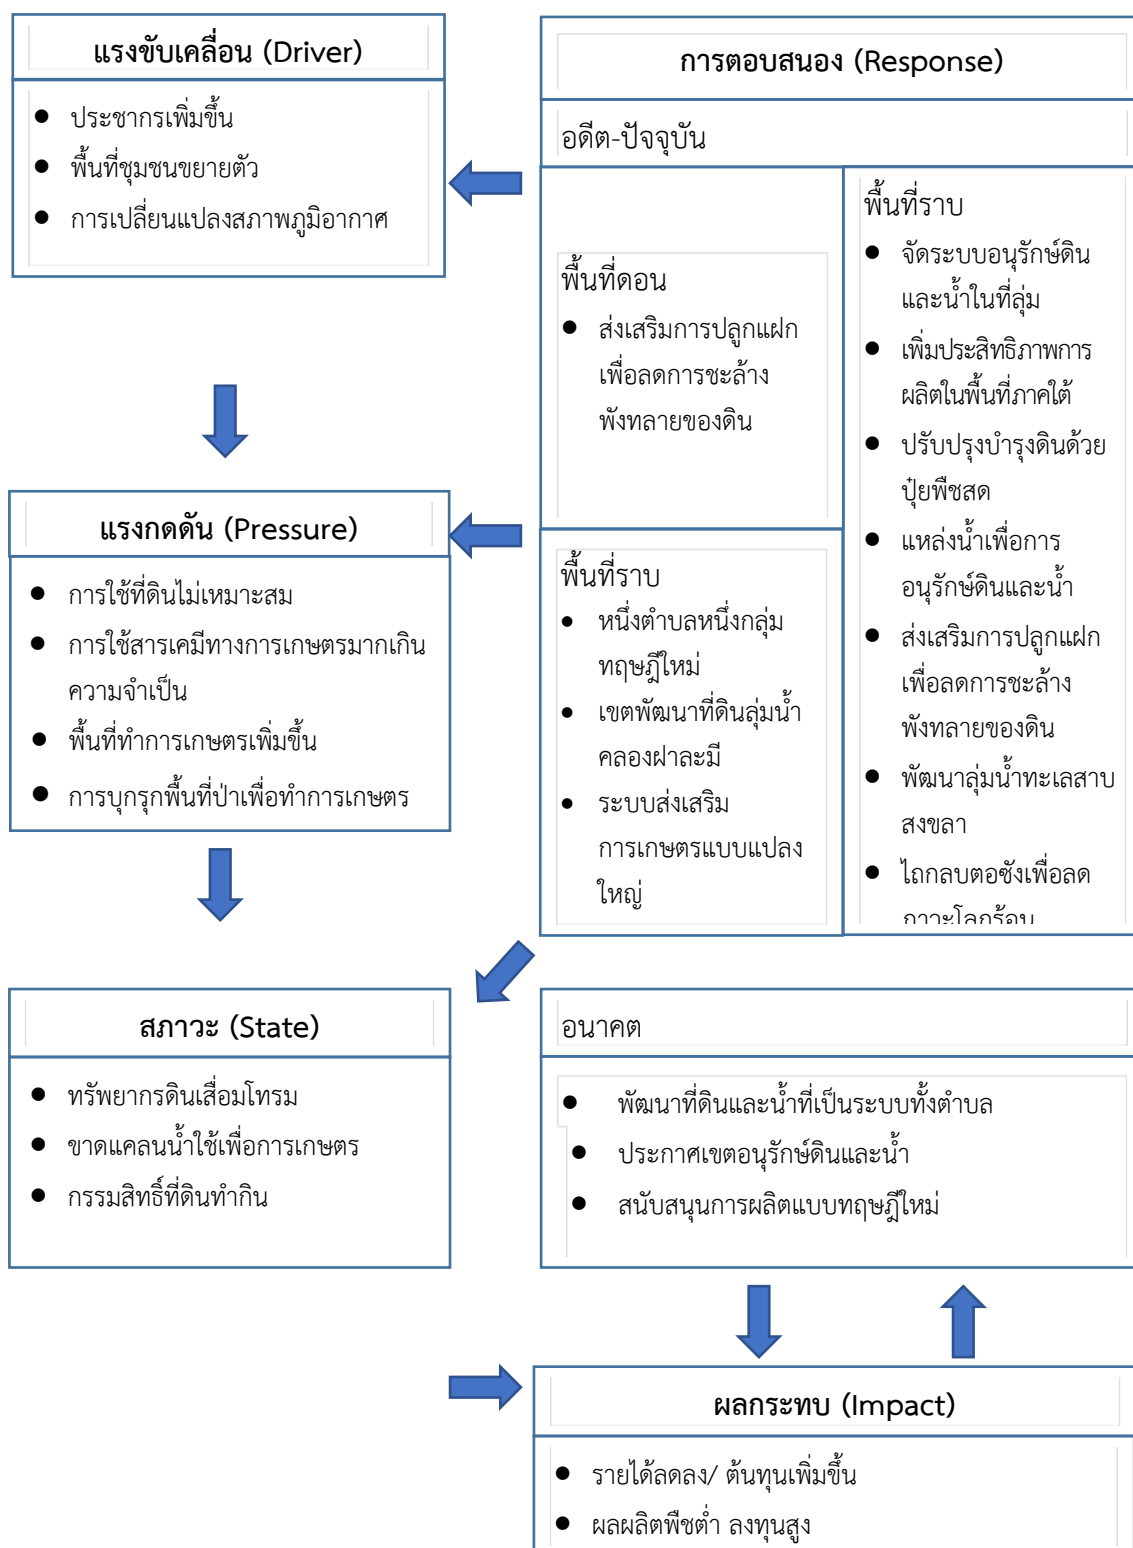 แรงขับเคลื่อน (Driver)
ประชากรเพิ่มขึ้น
พื้นที่ชุมชนขยายตัว
การเปลี่ยนแปลงสภาพภูมิอากาศ
การตอบสนอง (Response)
อดีต-ปัจจุบัน
พื้นที่ดอน
ส่งเสริมการปลูกแฝก
เพื่อลดการชะล้าง
พังทลายของดิน
พื้นที่ราบ
หนึ่งตำบลหนึ่งกลุ่ม
ทฤษฎีใหม่
เขตพัฒนาที่ดินลุ่มน้ำ
คลองฝาละมี
ระบบส่งเสริม
การเกษตรแบบแปลง
ใหญ่
พื้นที่ราบ
จัดระบบอนุรักษ์ดิน
และน้ำในที่ลุ่ม
เพิ่มประสิทธิภาพการ
ผลิตในพื้นที่ภาคใต้
ปรับปรุงบำรุงดินด้วย
ปุ๋ยพืชสด
แหล่งน้ำเพื่อการ
อนุรักษ์ดินและน้ำ
ส่งเสริมการปลูกแฝก
เพื่อลดการชะล้าง
พังทลายของดิน
พัฒนาลุ่มน้ำทะเลสาบ
สงขลา
ไถกลบตอซังเพื่อลด
ภาวะโลกร้อน
แรงกดดัน (Pressure)
การใช้ที่ดินไม่เหมาะสม
การใช้สารเคมีทางการเกษตรมากเกิน
ความจำเป็น
พื้นที่ทำการเกษตรเพิ่มขึ้น
การบุกรุกพื้นที่ป่าเพื่อทำการเกษตร
สภาวะ (State)
ทรัพยากรดินเสื่อมโทรม
ขาดแคลนน้ำใช้เพื่อการเกษตร
กรรมสิทธิ์ที่ดินทำกิน
อนาคต
พัฒนาที่ดินและน้ำที่เป็นระบบทั้งตำบล
ประกาศเขตอนุรักษ์ดินและน้ำ
สนับสนุนการผลิตแบบทฤษฎีใหม่
ผลกระทบ (Impact)
รายได้ลดลง/ ต้นทุนเพิ่มขึ้น
ผลผลิตพืชต่ำ ลงทุนสูง